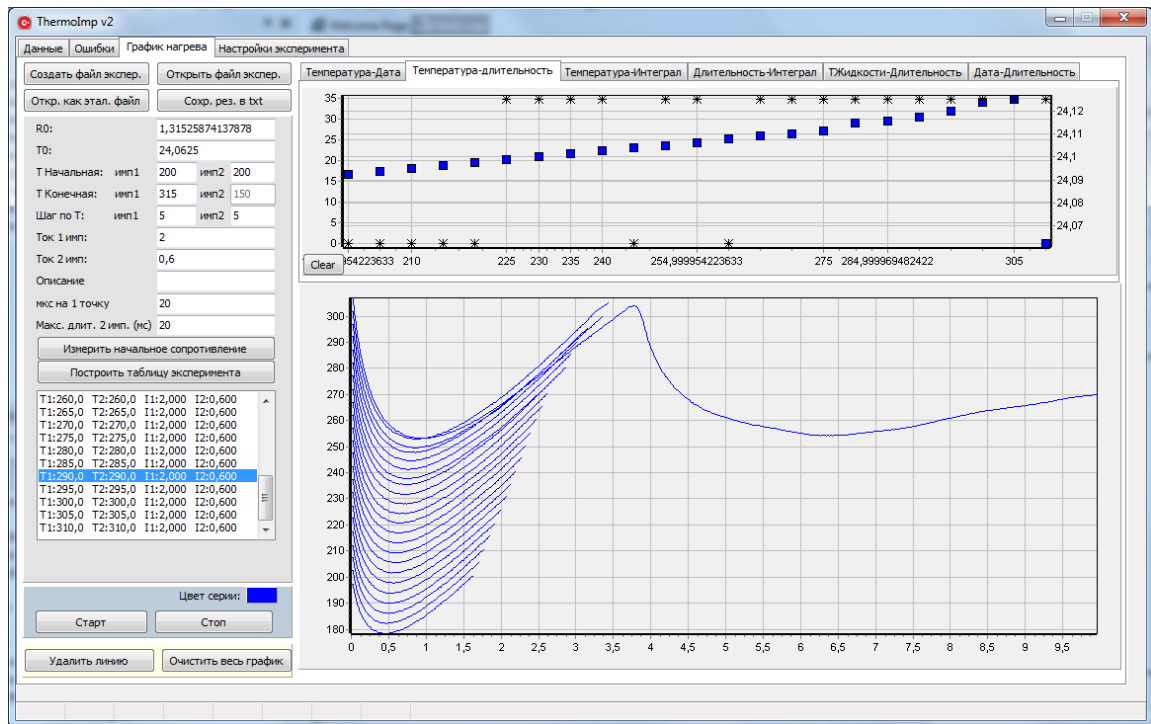 ThermoImp v2
Данные Ошибки График нагрева Настройки эксперимента
Создать файл экспер. Открыть файл экспер.
Откр. как этал. файл Сохр. рез. в txt
R0: 1,31525874137878
T0: 24,0625
Т Начальная: имп1 200 имп2 200
Т Конечная: имп1 315 имп2 150
Шаг по Т: имп1 5 имп2 5
Ток 1 имп: 2
Ток 2 имп: 0,6
Описание
мкс на 1 точку 20
Макс. длит. 2 имп. (мс) 20
Измерить начальное сопротивление
Построить таблицу эксперимента
T1:260,0 T2:260,0 I1:2,000 I2:0,600
T1:265,0 T2:265,0 I1:2,000 I2:0,600
T1:270,0 T2:270,0 I1:2,000 I2:0,600
T1:275,0 T2:275,0 I1:2,000 I2:0,600
T1:280,0 T2:280,0 I1:2,000 I2:0,600
T1:285,0 T2:285,0 I1:2,000 I2:0,600
T1:290,0 T2:290,0 I1:2,000 I2:0,600
T1:295,0 T2:295,0 I1:2,000 I2:0,600
T1:300,0 T2:300,0 I1:2,000 I2:0,600
T1:305,0 T2:305,0 I1:2,000 I2:0,600
T1:310,0 T2:310,0 I1:2,000 I2:0,600
Цвет серии:
Старт Стоп
Удалить линию Очистить весь график
Температура-Дата Температура-длительность Температура-Интеграл Длительность-Интеграл ТЖидкости-Длительность Дата-Длительность
35
30
25
20
15
10
5
0
24,12
24,11
24,1
24,09
24,08
24,07
Clear 954223633 210 225 230 235 240 254,999954223633 275 284,999969482422 305
300
290
280
270
260
250
240
230
220
210
200
190
180
0 0,5 1 1,5 2 2,5 3 3,5 4 4,5 5 5,5 6 6,5 7 7,5 8 8,5 9 9,5